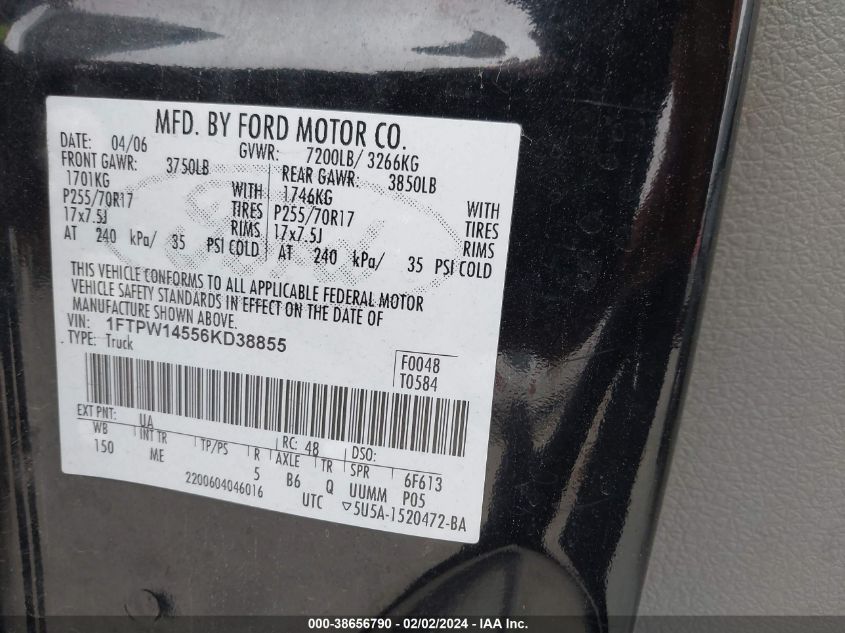 MFD. BY FORD MOTOR CO.
DATE: 04/06 GVWR: 7200LB/ 3266KG
FRONT GAWR: 3750LB REAR GAWR: 3850LB
1701KG WITH 1746KG WITH
P255/70R17 TIRES P255/70R17 TIRES
17x7.5J RIMS 17x7.5J RIMS
AT 240 kPa/ 35 PSI COLD AT 240 kPa/ 35 PSI COLD
THIS VEHICLE CONFORMS TO ALL APPLICABLE FEDERAL MOTOR
VEHICLE SAFETY STANDARDS IN EFFECT ON THE DATE OF
MANUFACTURE SHOWN ABOVE.
VIN: 1FTPW14556KD38855
TYPE: Truck
F0048
T0584
EXT PNT: UA RC: 48 DSO:
WB INT TR TP/PS R AXLE TR SPR 6F613
150 ME 5 B6 Q UUMM P05
2200604046016 UTC ▽5U5A-1520472-BA
000-38656790 - 02/02/2024 - IAA Inc.